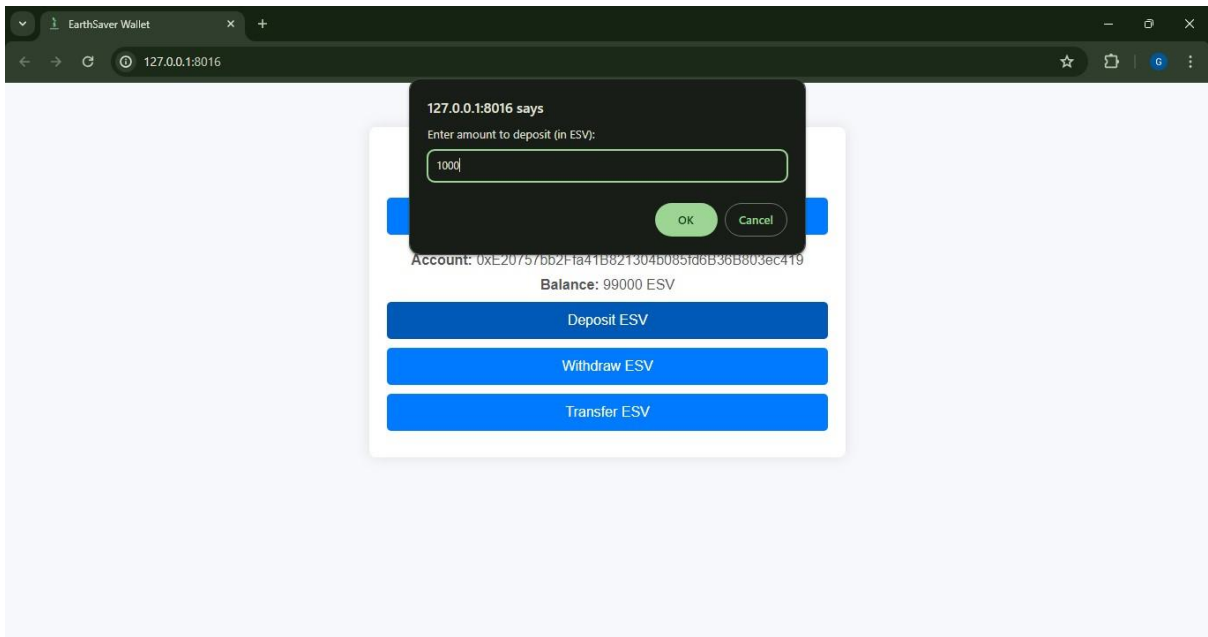 EarthSaver Wallet
127.0.0.1:8016
G
127.0.0.1:8016 says
Enter amount to deposit (in ESV):
1000
OK Cancel
Account: 0xE20757bb2Ffa41B821304b085fd6B36B803ec419
Balance: 99000 ESV
Deposit ESV
Withdraw ESV
Transfer ESV